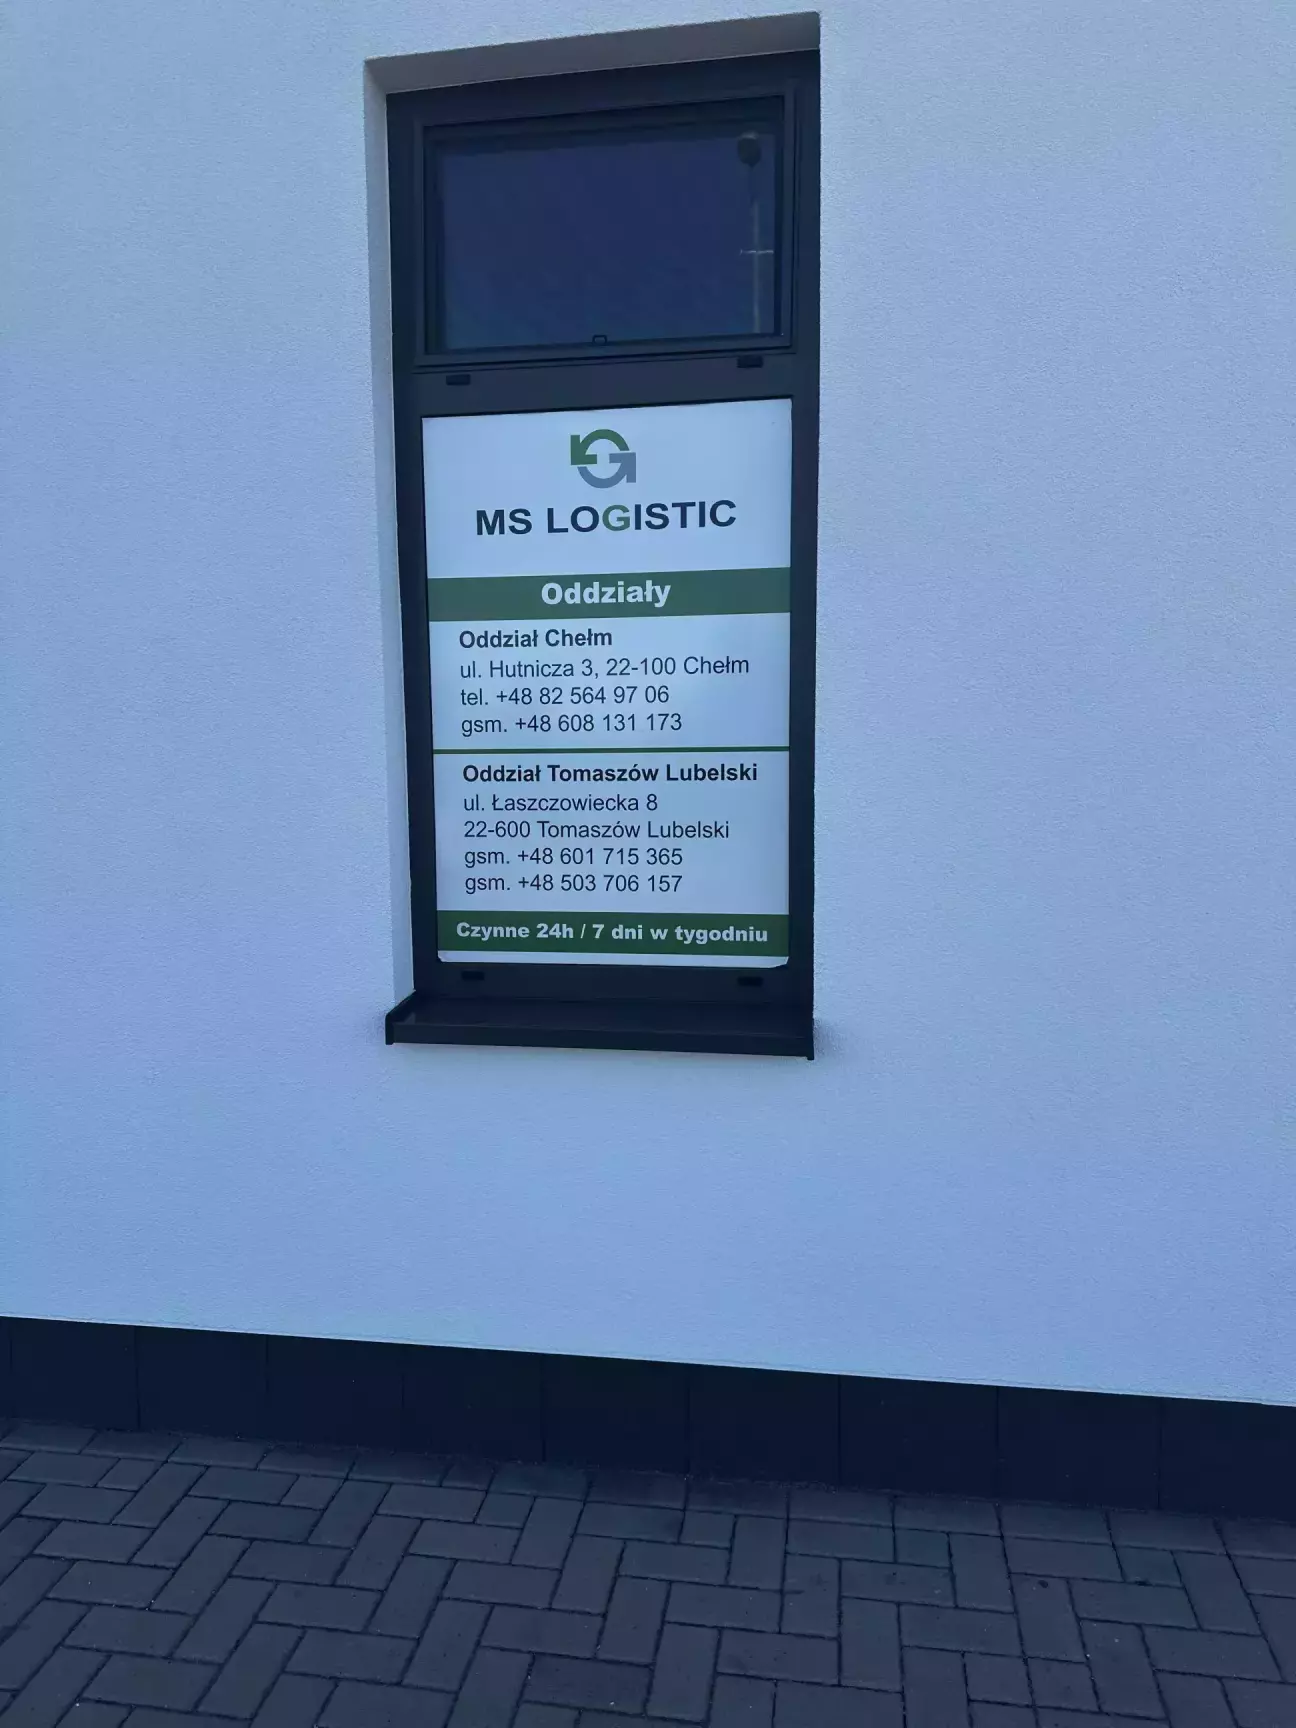 MS LOGISTIC
Oddziały
Oddział Chełm
ul. Hutnicza 3, 22-100 Chełm
tel. +48 82 564 97 06
gsm. +48 608 131 173
Oddział Tomaszów Lubelski
ul. Łaszczowiecka 8
22-600 Tomaszów Lubelski
gsm. +48 601 715 365
gsm. +48 503 706 157
Czynne 24h / 7 dni w tygodniu